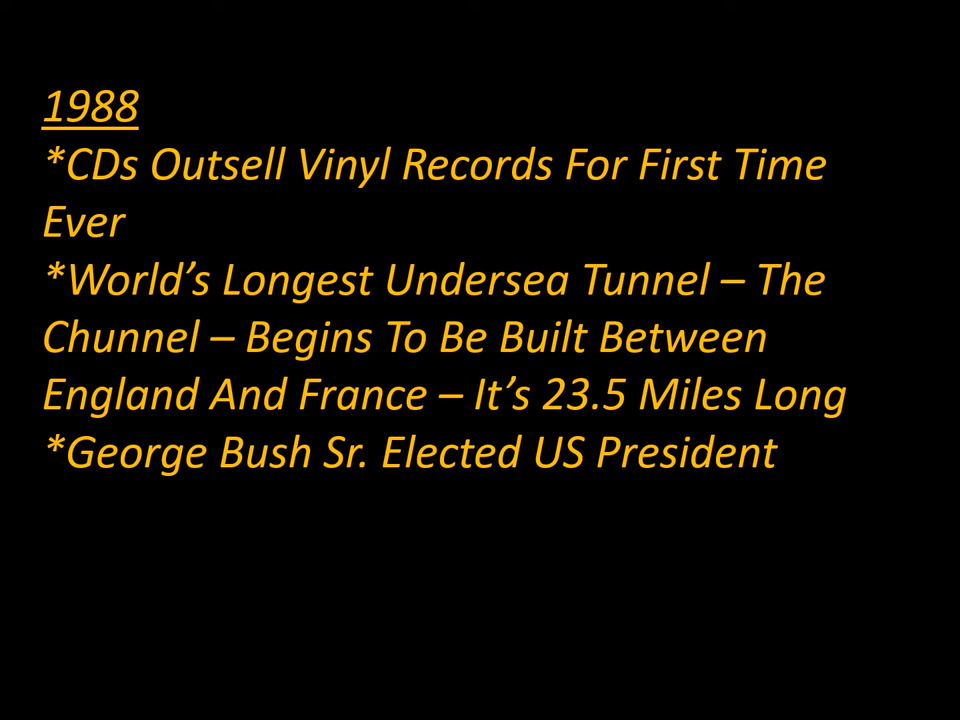 1988
*CDs Outsell Vinyl Records For First Time
Ever
*World’s Longest Undersea Tunnel – The
Chunnel – Begins To Be Built Between
England And France – It’s 23.5 Miles Long
*George Bush Sr. Elected US President